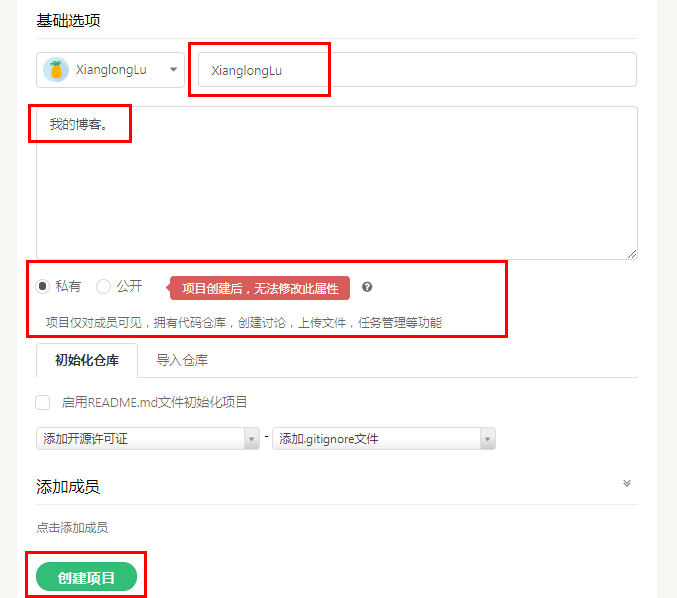 基础选项
XianglongLu XianglongLu
我的博客。
私有 公开 项目创建后，无法修改此属性
项目仅对成员可见，拥有代码仓库，创建讨论，上传文件，任务管理等功能
初始化仓库 导入仓库
启用README.md文件初始化项目
添加开源许可证 - 添加.gitignore文件
添加成员
点击添加成员
创建项目